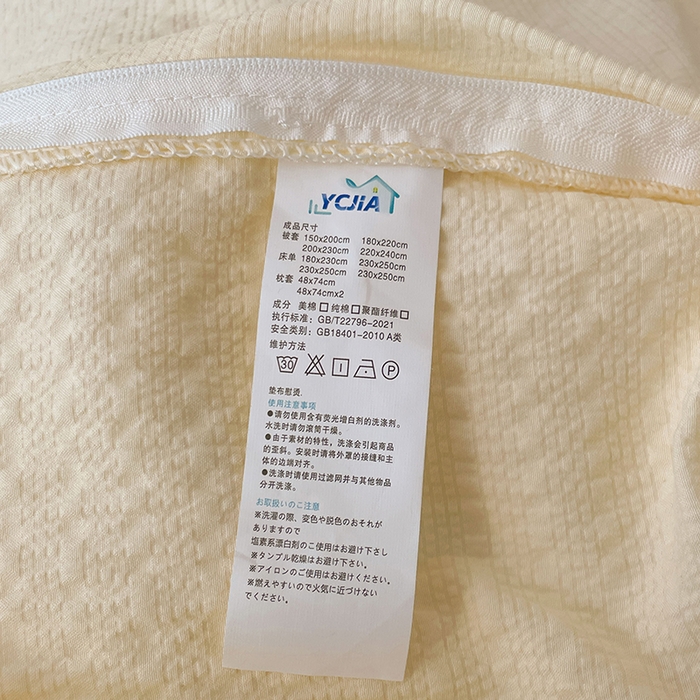 YCJIA
成品尺寸
被套 150x200cm 180x220cm
200x230cm 220x240cm
床单 180x230cm 230x250cm
230x250cm 230x250cm
枕套 48x74cm
48x74cmx2
成分 美棉□ 纯棉□ 聚酯纤维□
执行标准：GB/T22796-2021
安全类别：GB18401-2010 A类
维护方法
30 P
垫布慰烫.
使用注意事项
●请勿使用含有荧光增白剂的洗涤剂。
水洗时请勿滚筒干燥。
●由于素材的特性，洗涤会引起商品
的歪斜。安装时请将外罩的接缝和主
体的边端对齐。
●洗涤时请使用过滤网并与其他物品
分开洗涤。
お取扱いのご注意
※洗濯の際、変色や脱色のおそれが
ありますので
塩素系漂白剤のご使用はお避け下さし
※タンブル乾燥はお避け下さい。
※アイロンのご使用はお避けください。
※燃えやすいので火気に近づけない
でください。